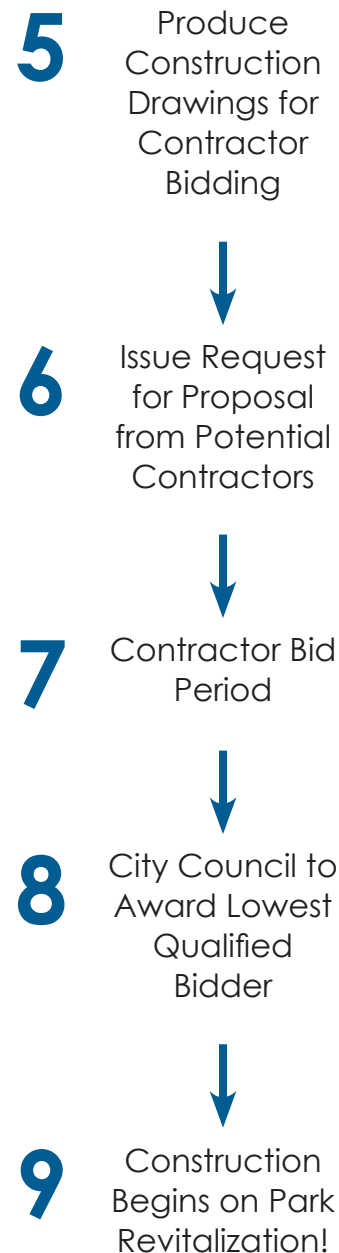 5
Produce
Construction
Drawings for
Contractor
Bidding
6
Issue Request
for Proposal
from Potential
Contractors
7
Contractor Bid
Period
8
City Council to
Award Lowest
Qualified
Bidder
9
Construction
Begins on Park
Revitalization!